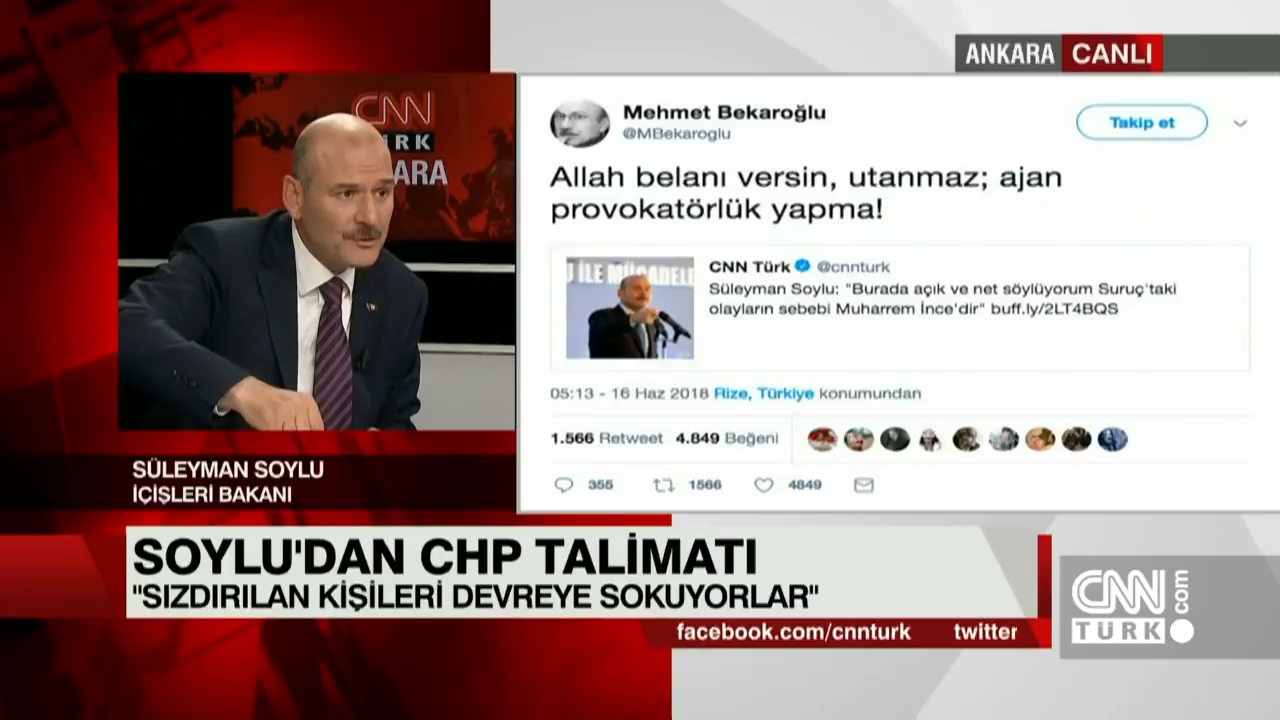 ANKARA CANLI
CNN
TÜRK
ARA
Mehmet Bekaroğlu
@MBekaroglu
Takip et
Allah belanı versin, utanmaz; ajan
provokatörlük yapma!
İLE MÜCADELE
CNN Türk @cnnturk
Süleyman Soylu: "Burada açık ve net söylüyorum Suruç'taki
olayların sebebi Muharrem İnce'dir" buff.ly/2LT4BQS
05:13 - 16 Haz 2018 Rize, Türkiye konumundan
1.566 Retweet 4.849 Beğeni
355 1566 4849
SÜLEYMAN SOYLU
İÇİŞLERİ BAKANI
SOYLU'DAN CHP TALİMATI
"SIZDIRILAN KİŞİLERİ DEVREYE SOKUYORLAR"
facebook.com/cnnturk twitter
CNN
TURK
.com